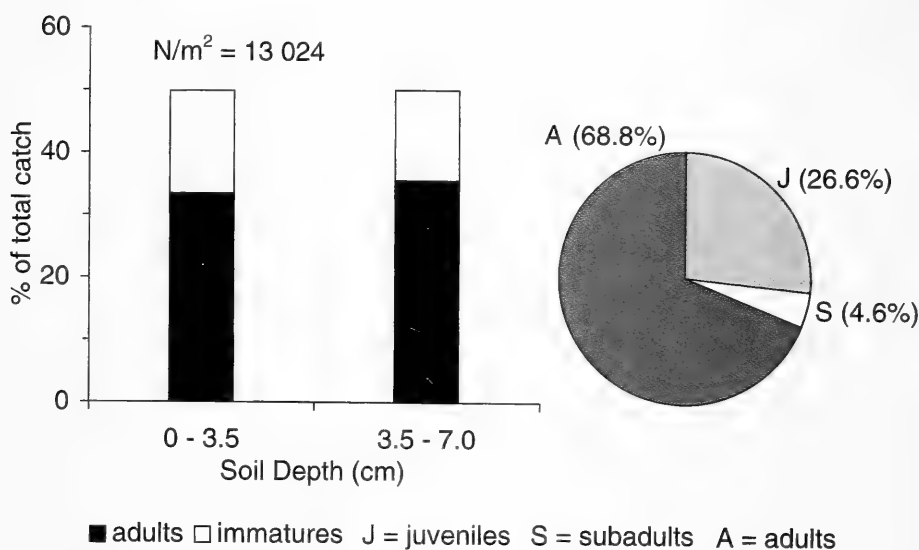 60
N/m² = 13 024
40
20
0
% of total catch
0 - 3.5
3.5 - 7.0
Soil Depth (cm)
A (68.8%)
J (26.6%)
S (4.6%)
adults immatures J = juveniles S = subadults A = adults